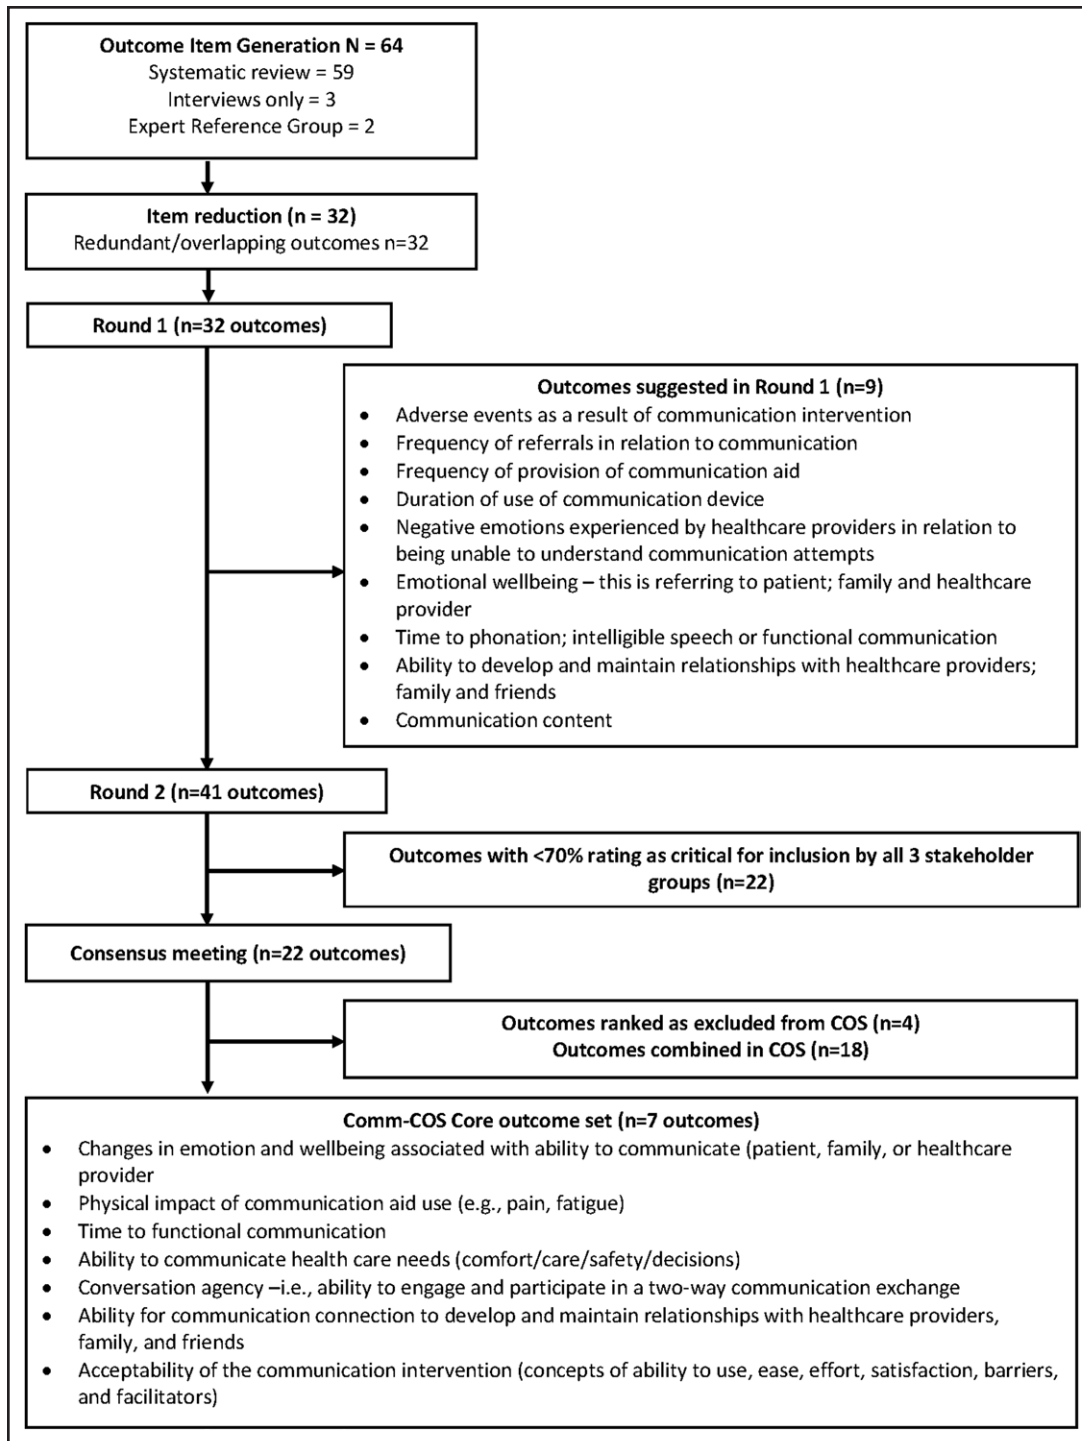 Outcome Item Generation N = 64
Systematic review = 59
Interviews only = 3
Expert Reference Group = 2
Item reduction (n = 32)
Redundant/overlapping outcomes n=32
Round 1 (n=32 outcomes)
Outcomes suggested in Round 1 (n=9)
• Adverse events as a result of communication intervention
• Frequency of referrals in relation to communication
• Frequency of provision of communication aid
• Duration of use of communication device
• Negative emotions experienced by healthcare providers in relation to
being unable to understand communication attempts
• Emotional wellbeing – this is referring to patient; family and healthcare
provider
• Time to phonation; intelligible speech or functional communication
• Ability to develop and maintain relationships with healthcare providers;
family and friends
• Communication content
Round 2 (n=41 outcomes)
Outcomes with <70% rating as critical for inclusion by all 3 stakeholder
groups (n=22)
Consensus meeting (n=22 outcomes)
Outcomes ranked as excluded from COS (n=4)
Outcomes combined in COS (n=18)
Comm-COS Core outcome set (n=7 outcomes)
• Changes in emotion and wellbeing associated with ability to communicate (patient, family, or healthcare
provider
• Physical impact of communication aid use (e.g., pain, fatigue)
• Time to functional communication
• Ability to communicate health care needs (comfort/care/safety/decisions)
• Conversation agency –i.e., ability to engage and participate in a two-way communication exchange
• Ability for communication connection to develop and maintain relationships with healthcare providers,
family, and friends
• Acceptability of the communication intervention (concepts of ability to use, ease, effort, satisfaction, barriers,
and facilitators)